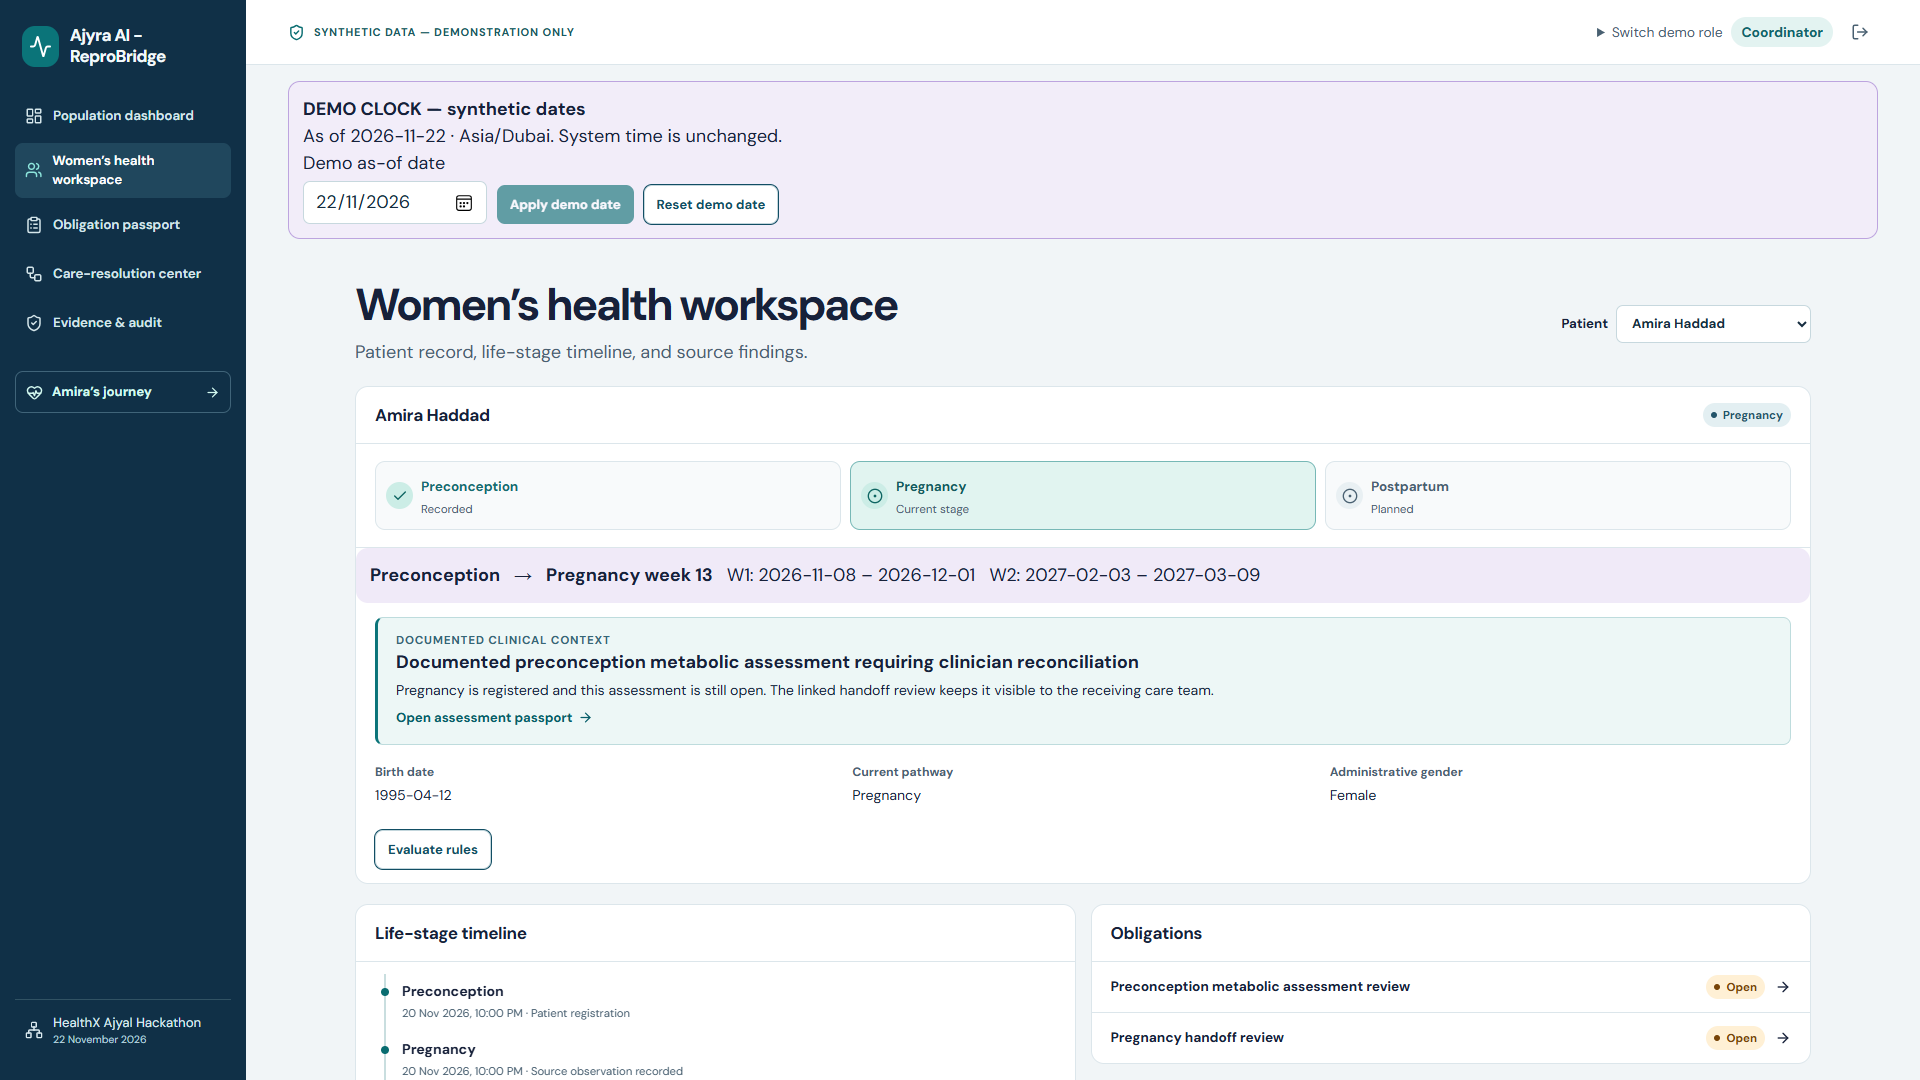 Ajyra AI -
ReproBridge
Population dashboard
Women's health
workspace
Obligation passport
Care-resolution center
Evidence & audit
Amira's journey
HealthX Ajyal Hackathon
22 November 2026
SYNTHETIC DATA — DEMONSTRATION ONLY
Switch demo role
Coordinator
DEMO CLOCK — synthetic dates
As of 2026-11-22 · Asia/Dubai. System time is unchanged.
Demo as-of date
22/11/2026
Apply demo date
Reset demo date
Women's health workspace
Patient record, life-stage timeline, and source findings.
Patient
Amira Haddad
Amira Haddad
Pregnancy
Preconception
Recorded
Pregnancy
Current stage
Postpartum
Planned
Preconception → Pregnancy week 13 W1: 2026-11-08 – 2026-12-01 W2: 2027-02-03 – 2027-03-09
DOCUMENTED CLINICAL CONTEXT
Documented preconception metabolic assessment requiring clinician reconciliation
Pregnancy is registered and this assessment is still open. The linked handoff review keeps it visible to the receiving care team.
Open assessment passport →
Birth date
1995-04-12
Current pathway
Pregnancy
Administrative gender
Female
Evaluate rules
Life-stage timeline
Preconception
20 Nov 2026, 10:00 PM · Patient registration
Pregnancy
20 Nov 2026, 10:00 PM · Source observation recorded
Obligations
Preconception metabolic assessment review
Open
Pregnancy handoff review
Open